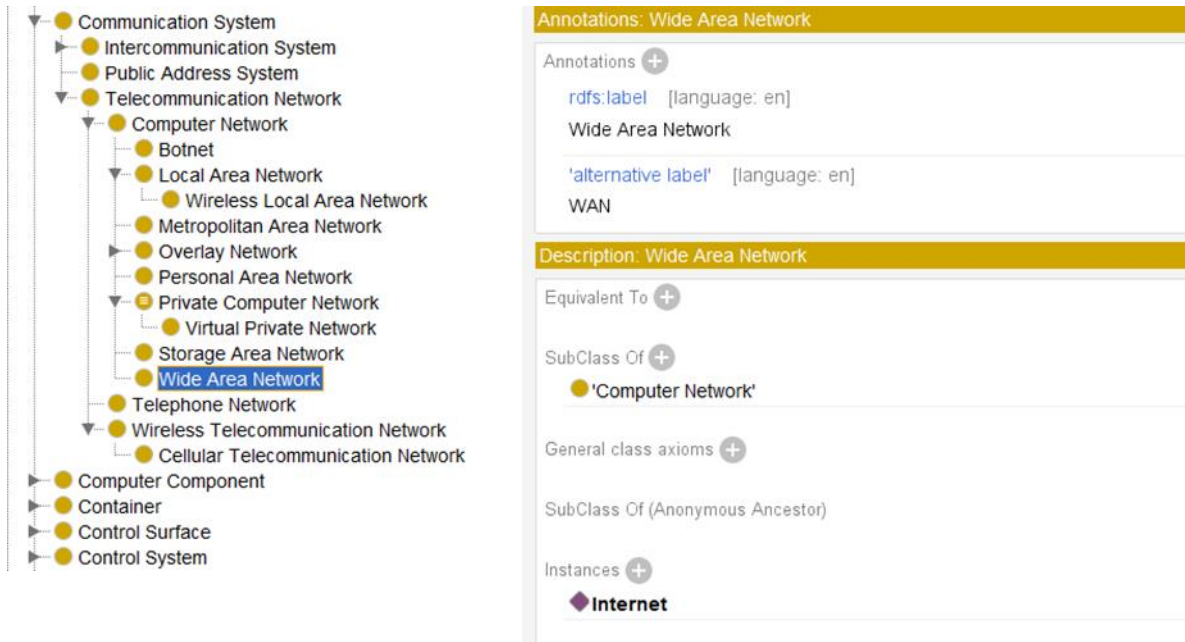 Communication System
Intercommunication System
Public Address System
Telecommunication Network
Computer Network
Botnet
Local Area Network
Wireless Local Area Network
Metropolitan Area Network
Overlay Network
Personal Area Network
Private Computer Network
Virtual Private Network
Storage Area Network
Wide Area Network
Telephone Network
Wireless Telecommunication Network
Cellular Telecommunication Network
Computer Component
Container
Control Surface
Control System
Annotations: Wide Area Network
Annotations
rdfs:label [language: en]
Wide Area Network
'alternative label' [language: en]
WAN
Description: Wide Area Network
Equivalent To
SubClass Of
'Computer Network'
General class axioms
SubClass Of (Anonymous Ancestor)
Instances
Internet